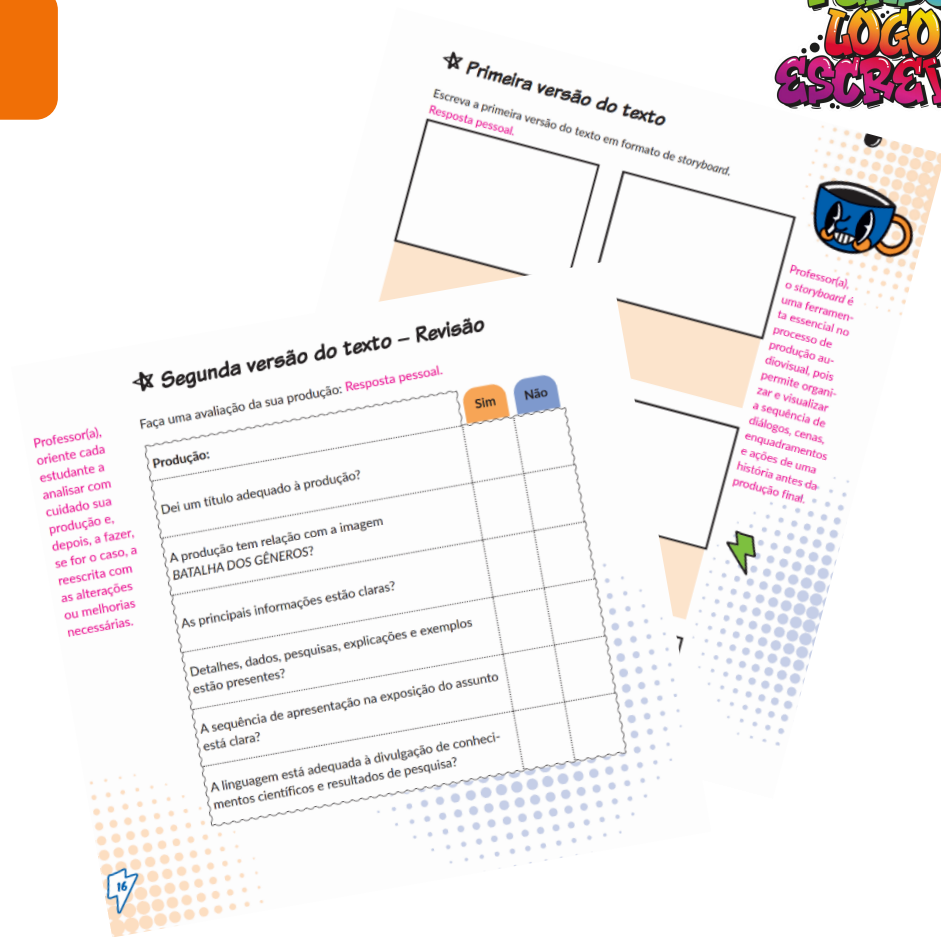 LOGO
Primeira versão do texto
Escreva a primeira versão do texto em formato de storyboard.
Resposta pessoal.
Professor(a),
o storyboard é
uma ferramen-
ta essencial no
processo de
produção au-
diovisual, pois
permite organi-
zar e visualizar
a sequência de
diálogos, cenas,
enquadramentos
e ações de uma
história antes da
produção final.
Segunda versão do texto – Revisão
Faça uma avaliação da sua produção: Resposta pessoal.
Sim
Não
Professor(a),
oriente cada
estudante a
analisar com
cuidado sua
produção e,
depois, a fazer,
se for o caso, a
reescrita com
as alterações
ou melhorias
necessárias.
Produção:
Dei um título adequado à produção?
A produção tem relação com a imagem
BATALHA DOS GÊNEROS?
As principais informações estão claras?
Detalhes, dados, pesquisas, explicações e exemplos
estão presentes?
A sequência de apresentação na exposição do assunto
está clara?
A linguagem está adequada à divulgação de conheci-
mentos científicos e resultados de pesquisa?
16